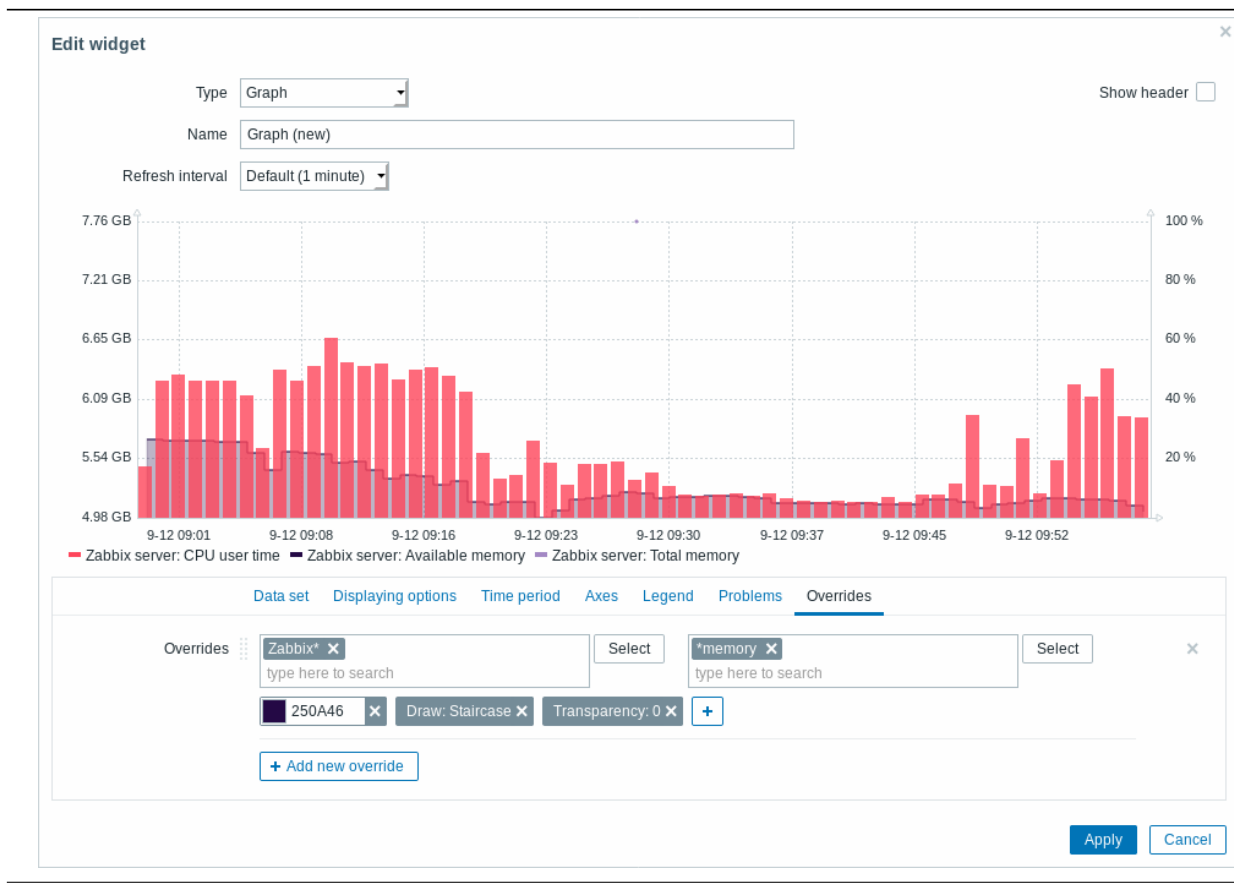 Edit widget
Type Graph Show header
Name Graph (new)
Refresh interval Default (1 minute)
7.76 GB 100 %
7.21 GB 80 %
6.65 GB 60 %
6.09 GB 40 %
5.54 GB 20 %
4.98 GB
9-12 09:01 9-12 09:08 9-12 09:16 9-12 09:23 9-12 09:30 9-12 09:37 9-12 09:45 9-12 09:52
Zabbix server: CPU user time Zabbix server: Available memory Zabbix server: Total memory
Data set Displaying options Time period Axes Legend Problems Overrides
Overrides Zabbix* × Select *memory × Select ×
type here to search type here to search
250A46 × Draw: Staircase × Transparency: 0 × +
+ Add new override
Apply Cancel